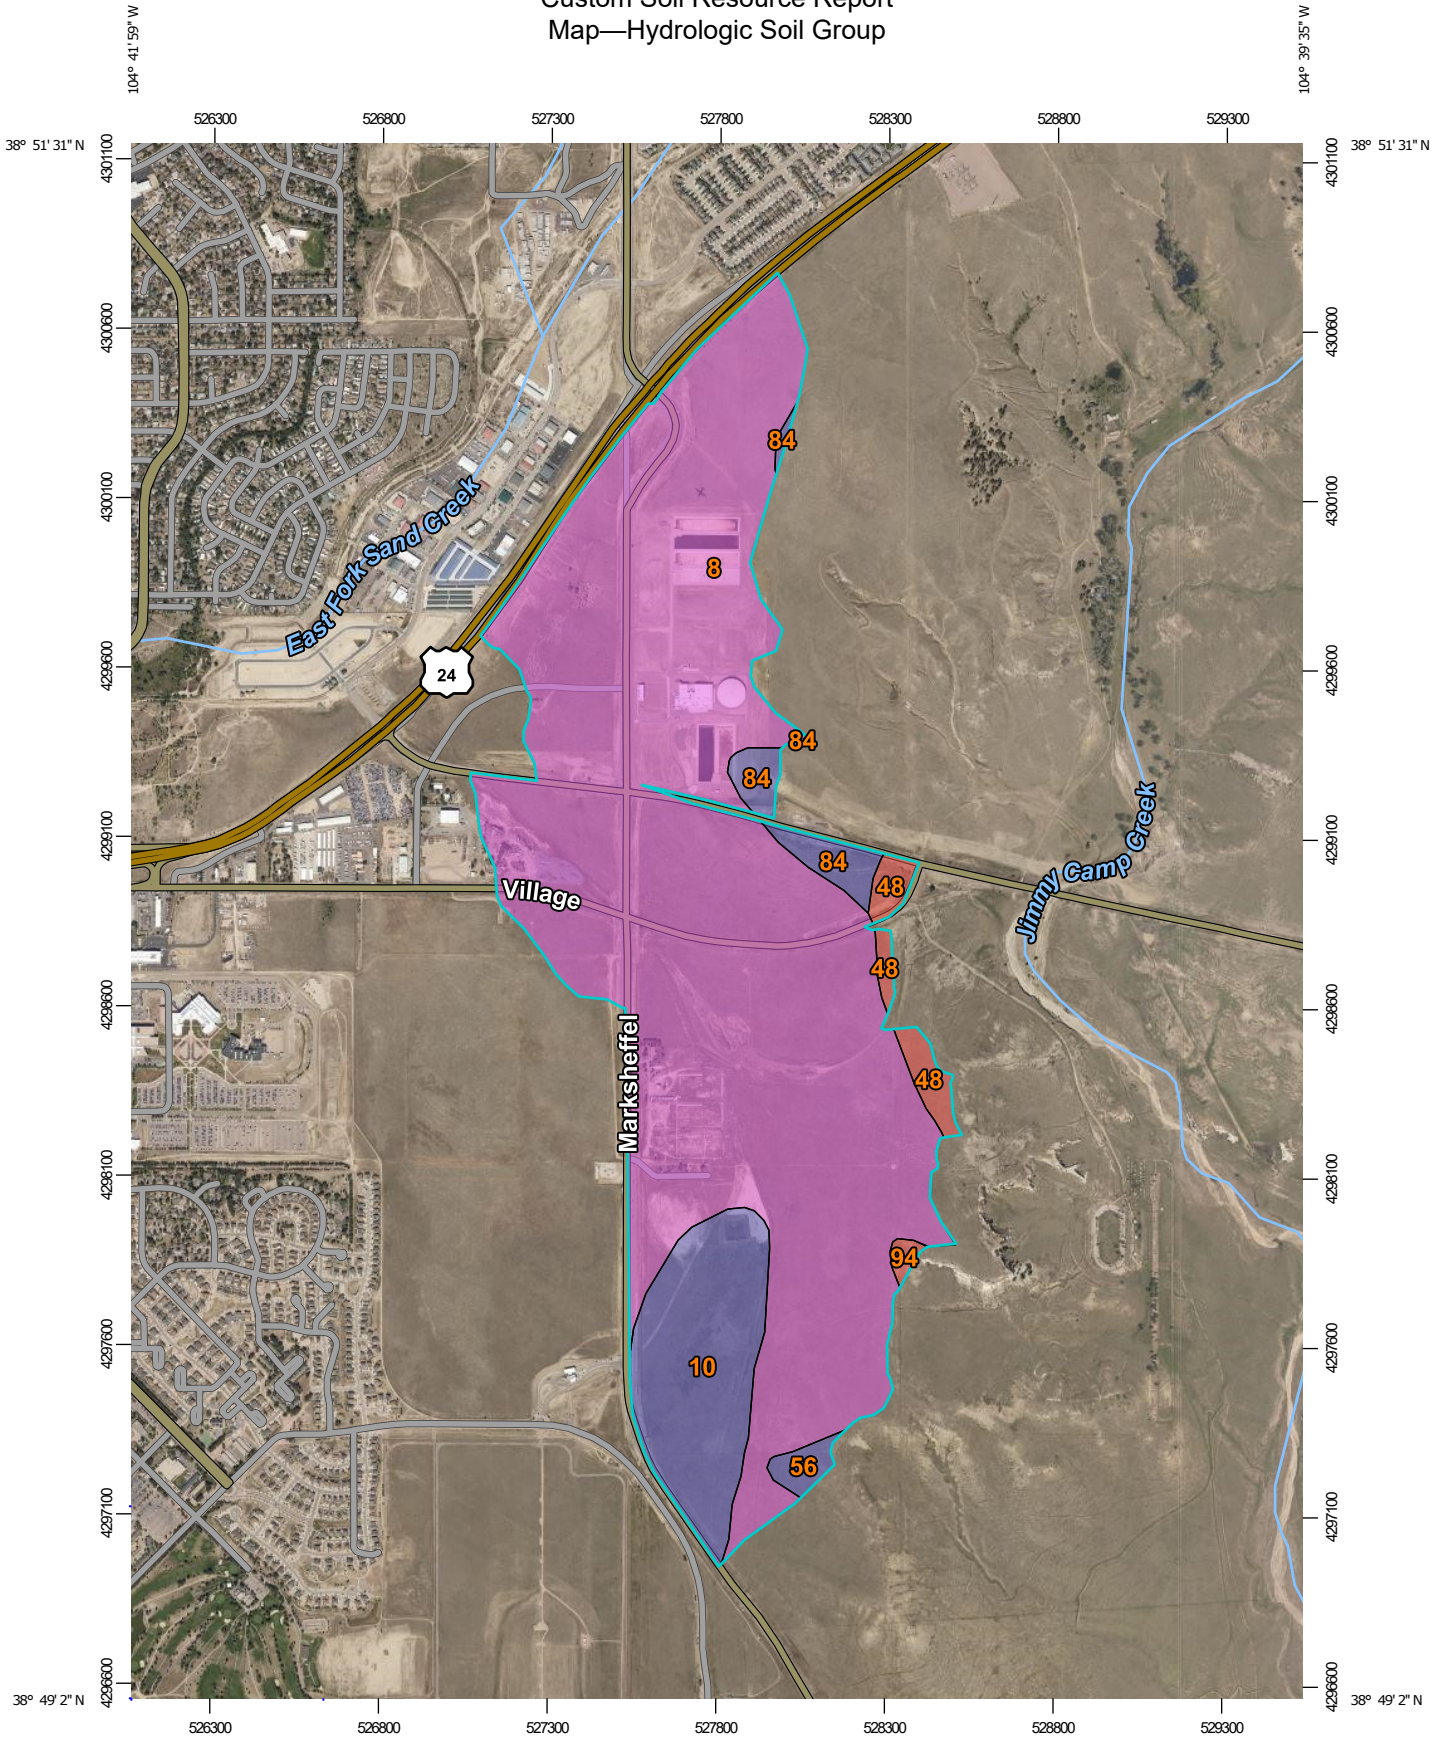 Custom Soil Resource Report
Map—Hydrologic Soil Group
104° 41' 59" W
104° 39' 35" W
526300 526800 527300 527800 528300 528800 529300
38° 51' 31" N
38° 51' 31" N
4301100
4301100
4300600
4300600
84
4300100
4300100
East Fork Sand Creek
8
4299600
4299600
24
84
84
Jimmy Camp Creek
4299100
4299100
84
48
Village
48
4298600
4298600
Marksheffel
48
4298100
4298100
94
4297600
4297600
10
56
4297100
4297100
4296600
4296600
38° 49' 2" N
38° 49' 2" N
526300 526800 527300 527800 528300 528800 529300